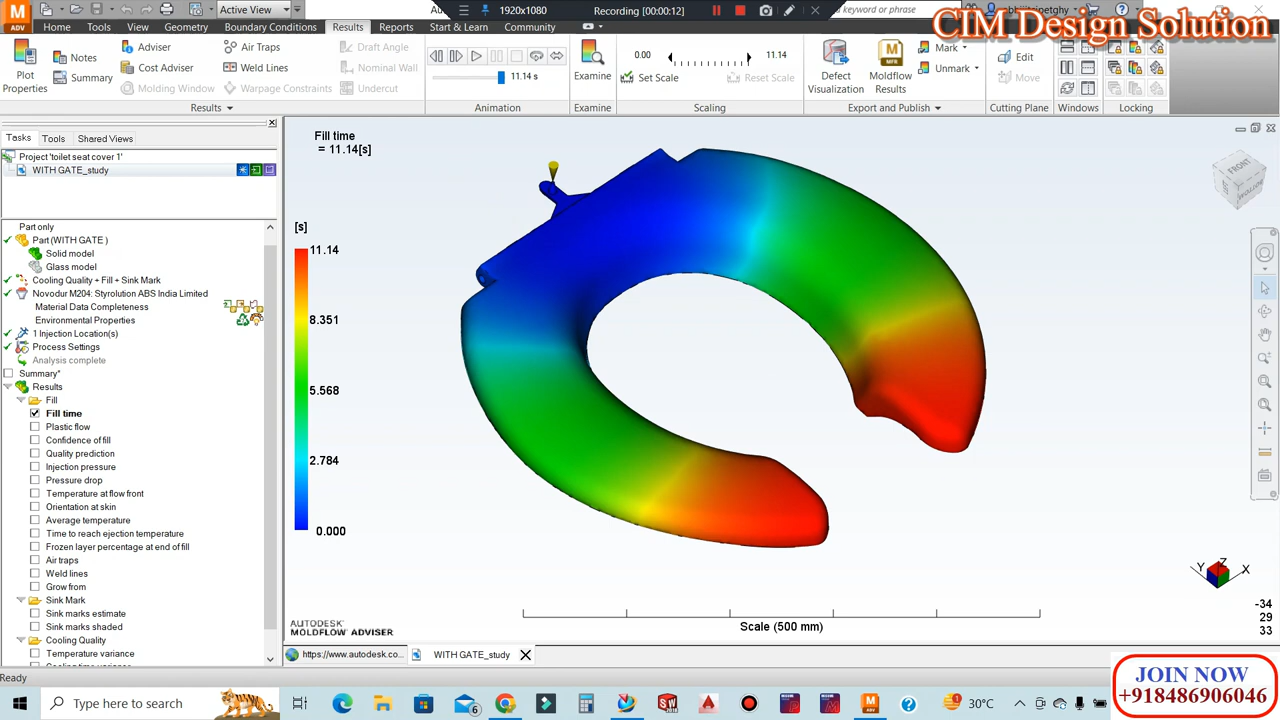 Active View
1920x1080
Recording [00:00:12]
CIM Design Solution
ADV
Home
Tools
View
Geometry
Boundary Conditions
Results
Reports
Start & Learn
Community
keyword or phrase
Plot Properties
Notes
Summary
Adviser
Cost Adviser
Molding Window
Air Traps
Weld Lines
Warpage Constraints
Draft Angle
Nominal Wall
Undercut
11.14 s
Examine
0.00
11.14
Set Scale
Reset Scale
Defect Visualization
Moldflow Results
Mark
Unmark
Edit
Move
Results
Animation
Examine
Scaling
Export and Publish
Cutting Plane
Windows
Locking
Tasks
Tools
Shared Views
Project 'toilet seat cover 1'
WITH GATE_study
Part only
Part (WITH GATE )
Solid model
Glass model
Cooling Quality + Fill + Sink Mark
Novodur M204: Styrolution ABS India Limited
Material Data Completeness
Environmental Properties
1 Injection Location(s)
Process Settings
Analysis complete
Summary*
Results
Fill
Fill time
Plastic flow
Confidence of fill
Quality prediction
Injection pressure
Pressure drop
Temperature at flow front
Orientation at skin
Average temperature
Time to reach ejection temperature
Frozen layer percentage at end of fill
Air traps
Weld lines
Grow from
Sink Mark
Sink marks estimate
Sink marks shaded
Cooling Quality
Temperature variance
Fill time
= 11.14[s]
[s]
11.14
8.351
5.568
2.784
0.000
FRONT
Y
Z
X
-34
29
33
Scale (500 mm)
AUTODESK
MOLDFLOW ADVISER
https://www.autodesk.co...
WITH GATE_study
Ready
Type here to search
30°C
JOIN NOW
+918486906046